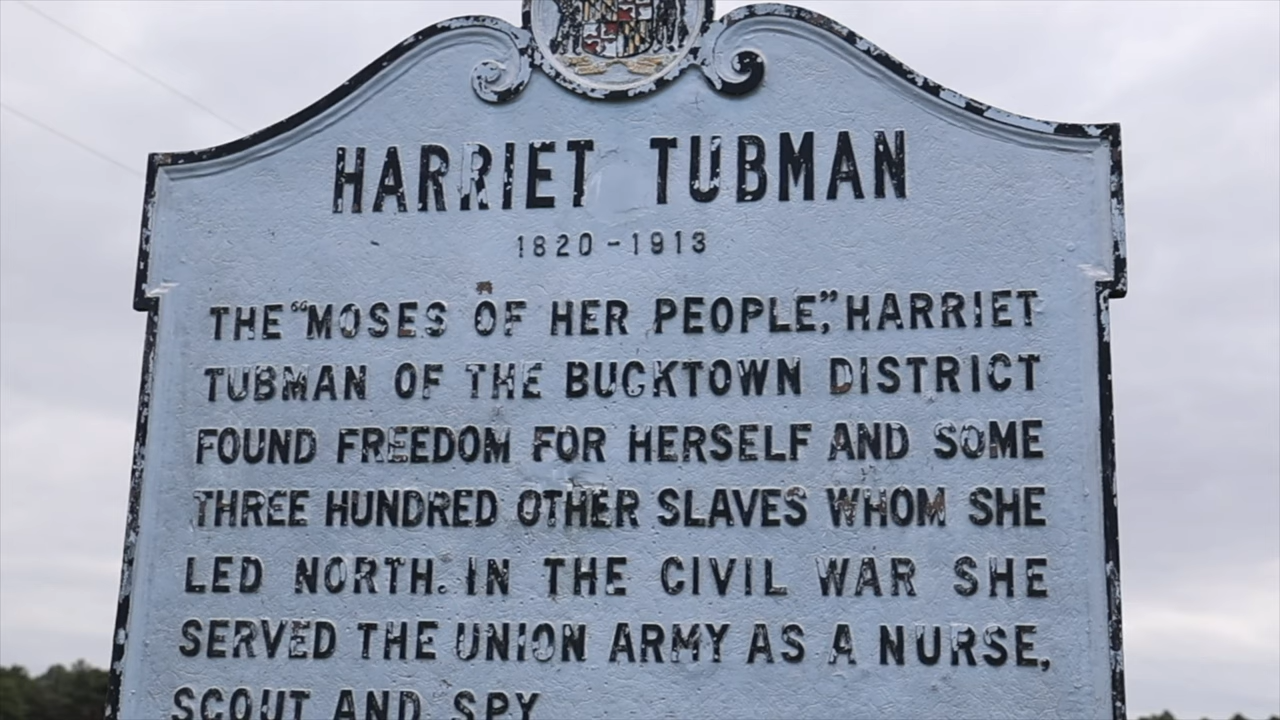 HARRIET TUBMAN
1820-1913
THE "MOSES OF HER PEOPLE," HARRIET
TUBMAN OF THE BUCKTOWN DISTRICT
FOUND FREEDOM FOR HERSELF AND SOME
THREE HUNDRED OTHER SLAVES WHOM SHE
LED NORTH. IN THE CIVIL WAR SHE
SERVED THE UNION ARMY AS A NURSE,
SCOUT AND SPY